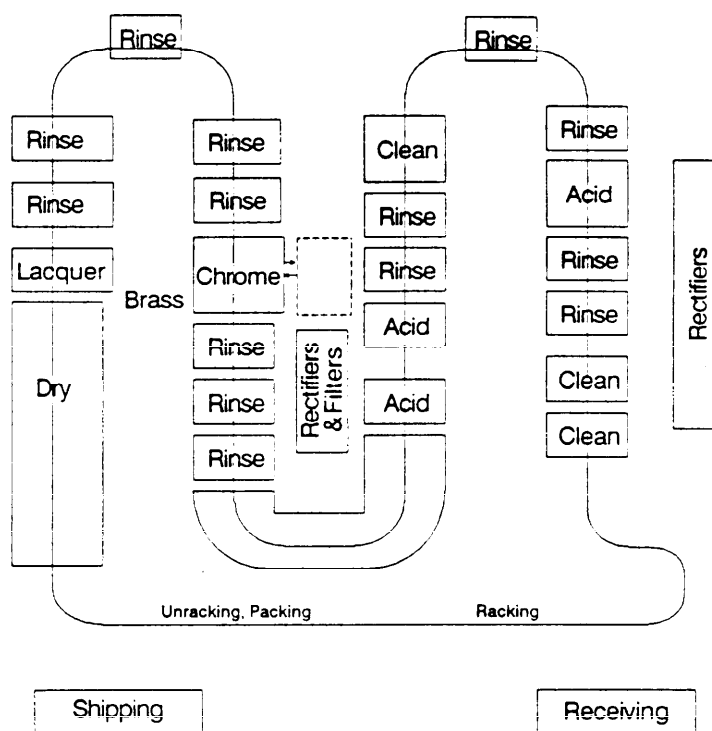 Rinse
Rinse
Rinse
Rinse
Lacquer
Dry
Brass
Rinse
Rinse
Chrome
Rinse
Rinse
Rinse
Rectifiers
& Filters
Clean
Rinse
Rinse
Acid
Acid
Rinse
Acid
Rinse
Rinse
Clean
Clean
Rectifiers
Unracking, Packing
Racking
Shipping
Receiving